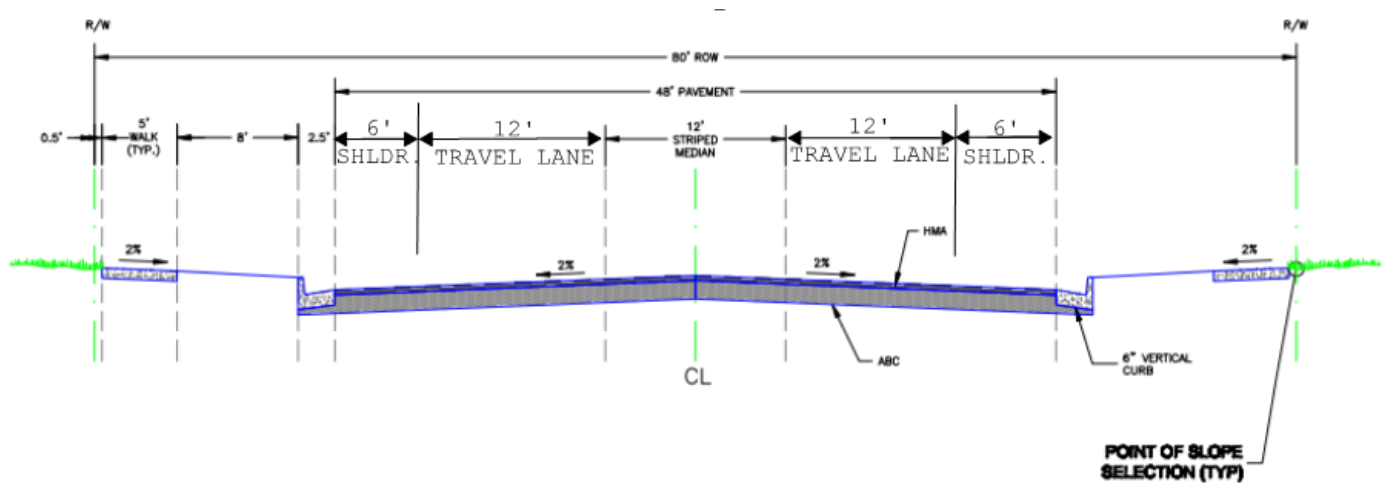 R/W
R/W
80' ROW
48' PAVEMENT
0.5'
5'
WALK
(TYP.)
8'
2.5'
6'
SHLDR.
12'
TRAVEL LANE
12'
STRIPED
MEDIAN
12'
TRAVEL LANE
6'
SHLDR.
2%
2%
2%
HMA
2%
ABC
6" VERTICAL
CURB
CL
POINT OF SLOPE
SELECTION (TYP)